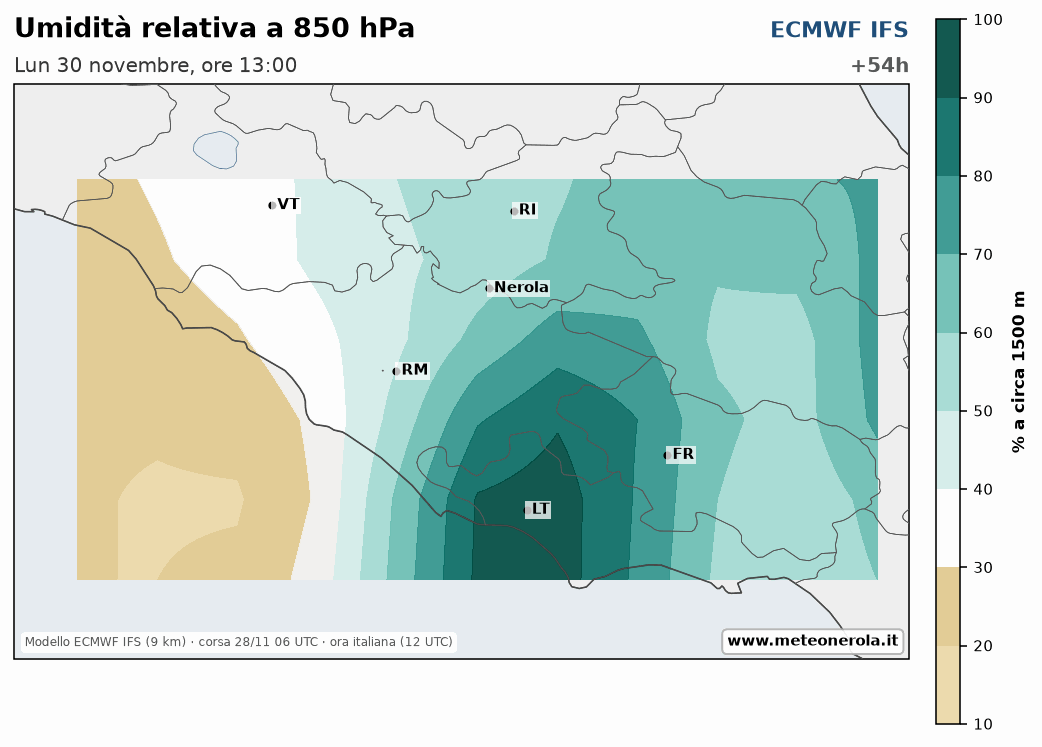 Umidità relativa a 850 hPa
ECMWF IFS
Lun 30 novembre, ore 13:00
+54h
VT
RI
Nerola
RM
FR
LT
Modello ECMWF IFS (9 km) · corsa 28/11 06 UTC · ora italiana (12 UTC)
www.meteonerola.it
100
90
80
70
60
50
40
30
20
10
% a circa 1500 m